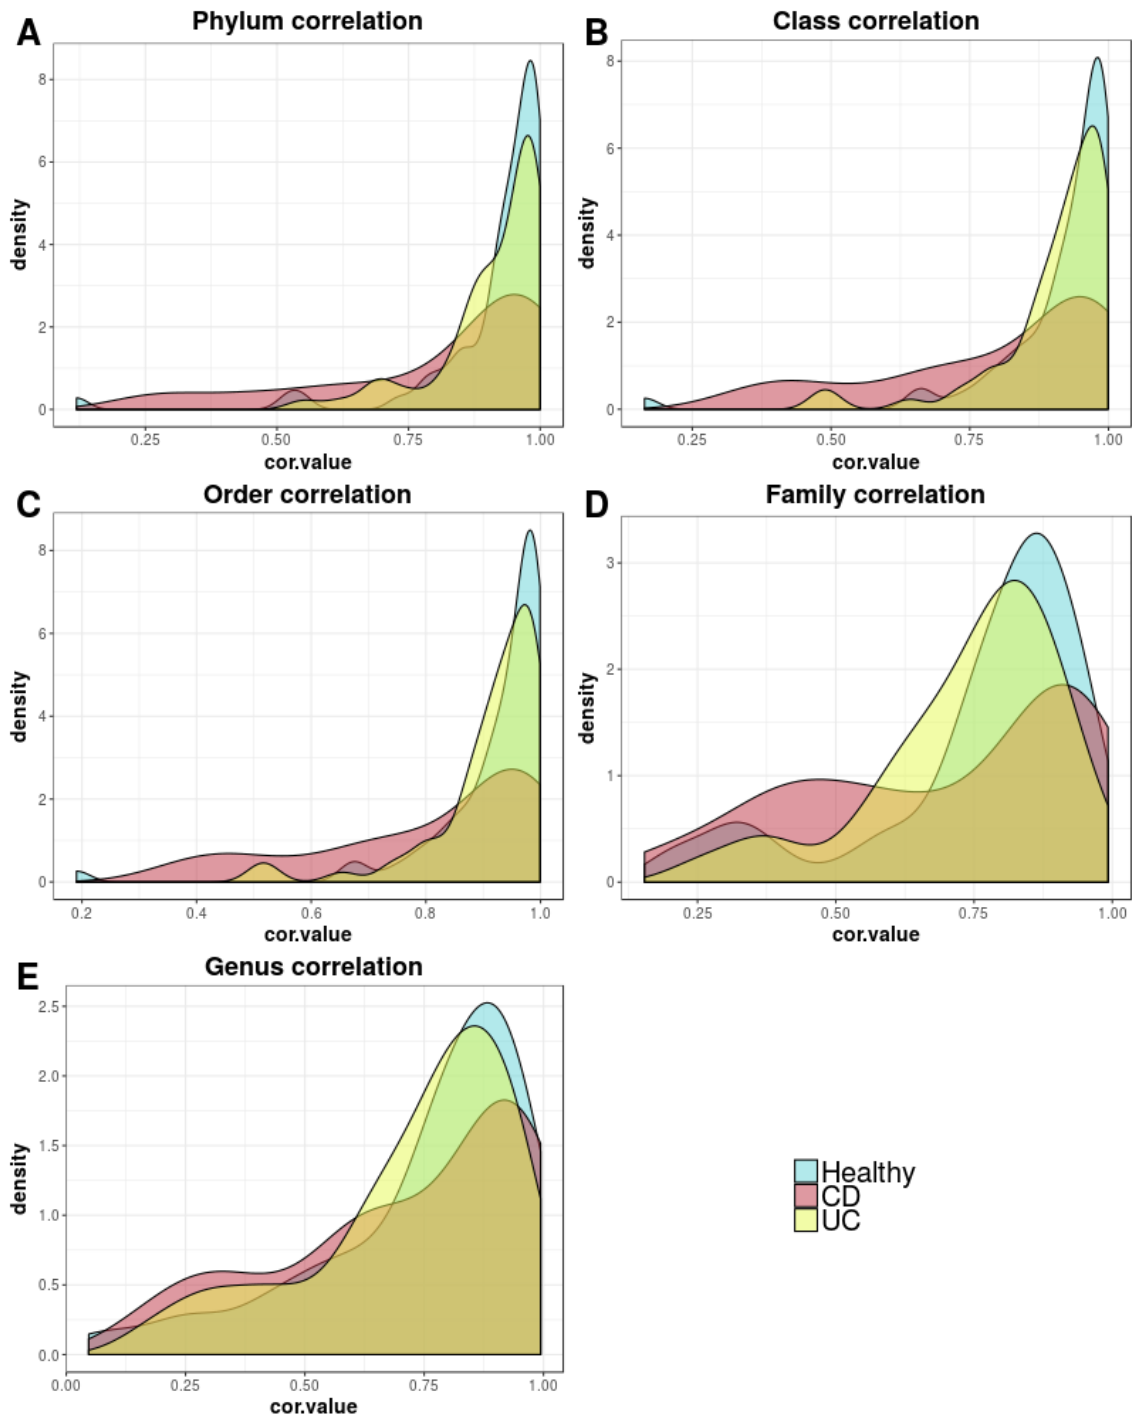 A
Phylum correlation
density
8
6
4
2
0
0.25
0.50
0.75
1.00
cor.value
B
Class correlation
density
8
6
4
2
0
0.25
0.50
0.75
1.00
cor.value
C
Order correlation
density
8
6
4
2
0
0.2
0.4
0.6
0.8
1.0
cor.value
D
Family correlation
density
3
2
1
0
0.25
0.50
0.75
1.00
cor.value
E
Genus correlation
density
2.5
2.0
1.5
1.0
0.5
0.0
0.00
0.25
0.50
0.75
1.00
cor.value
Healthy
CD
UC